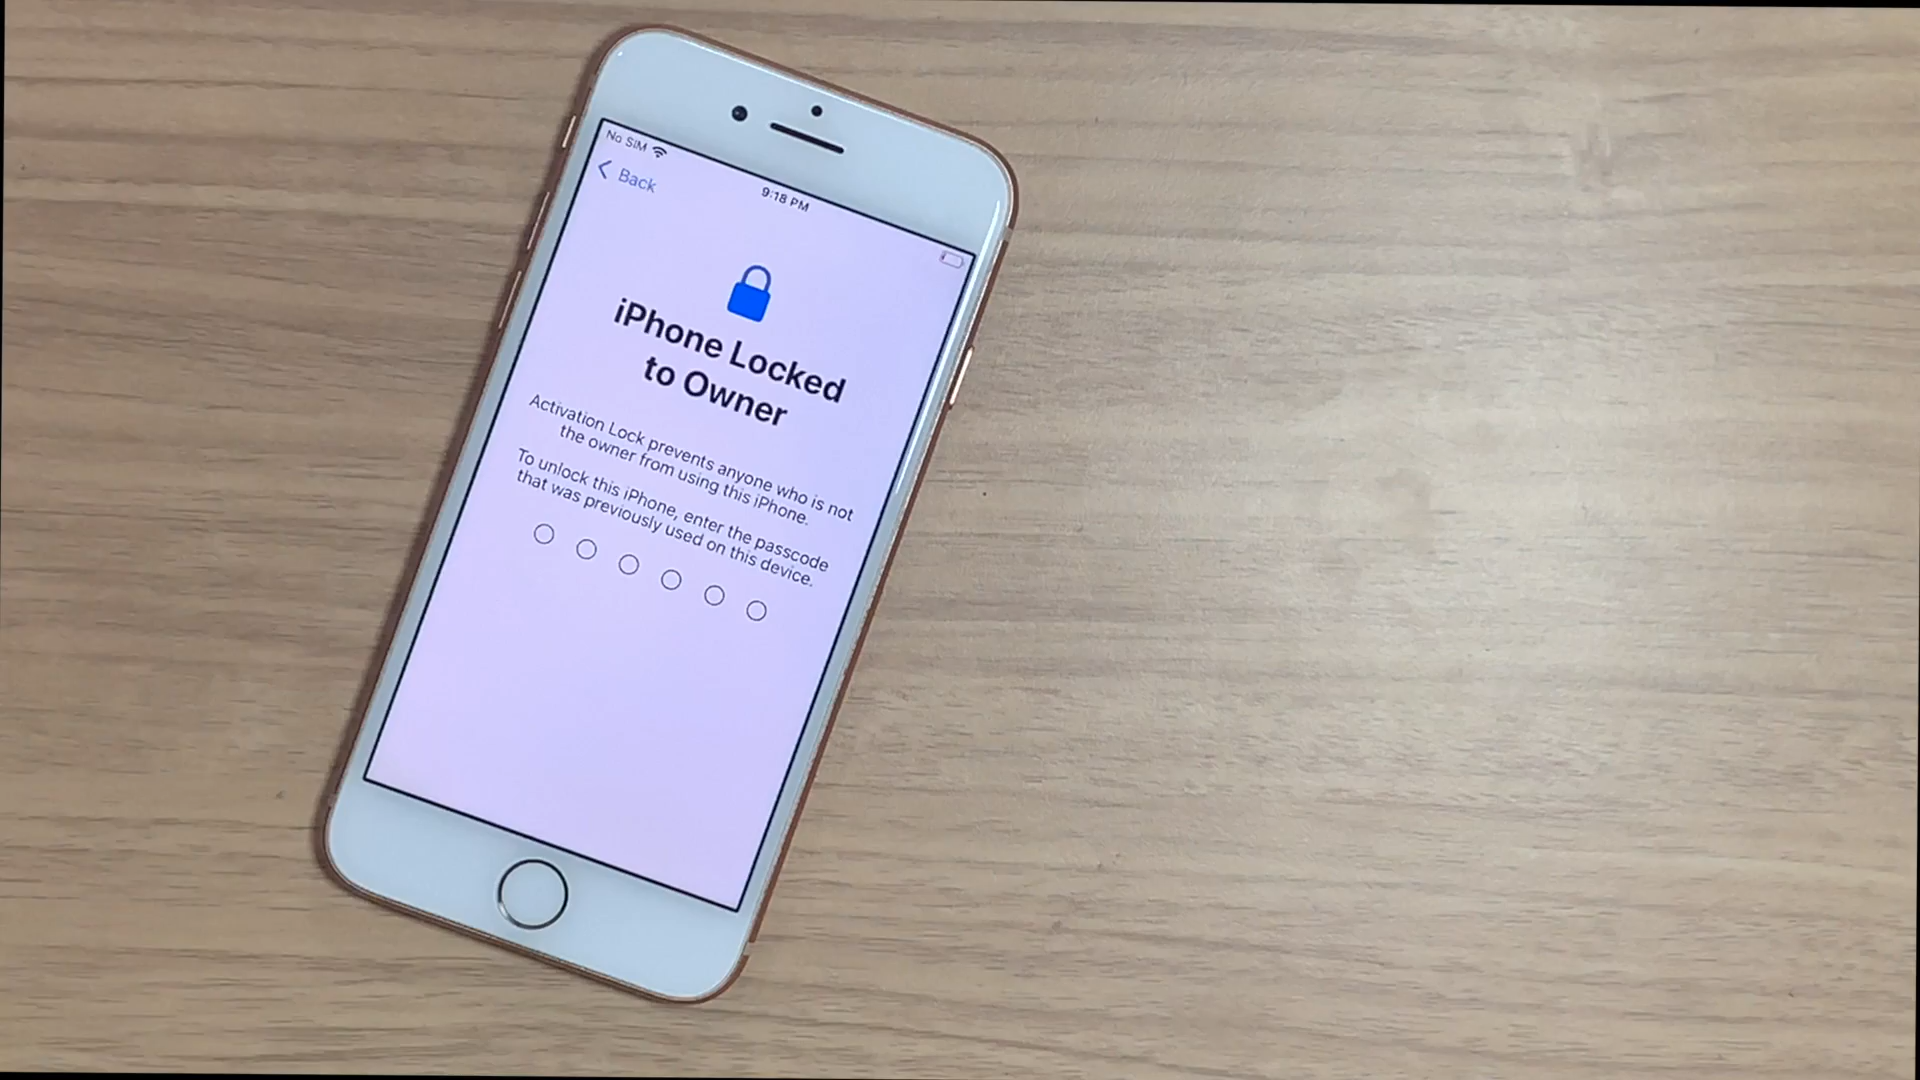 No SIM
9:18 PM
Back
iPhone Locked
to Owner
Activation Lock prevents anyone who is not
the owner from using this iPhone.
To unlock this iPhone, enter the passcode
that was previously used on this device.